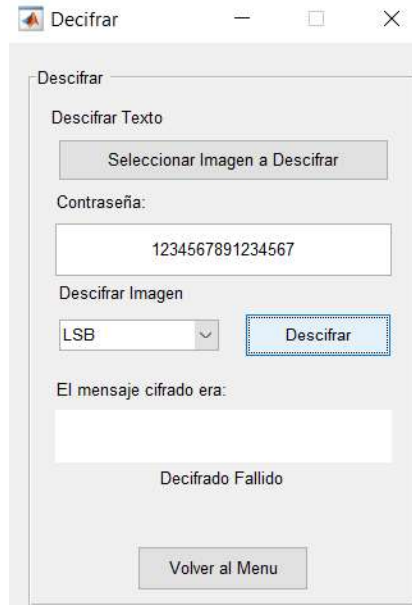 Decifrar
Descifrar
Descifrar Texto
Seleccionar Imagen a Descifrar
Contraseña:
1234567891234567
Descifrar Imagen
LSB Descifrar
El mensaje cifrado era:
Decifrado Fallido
Volver al Menu